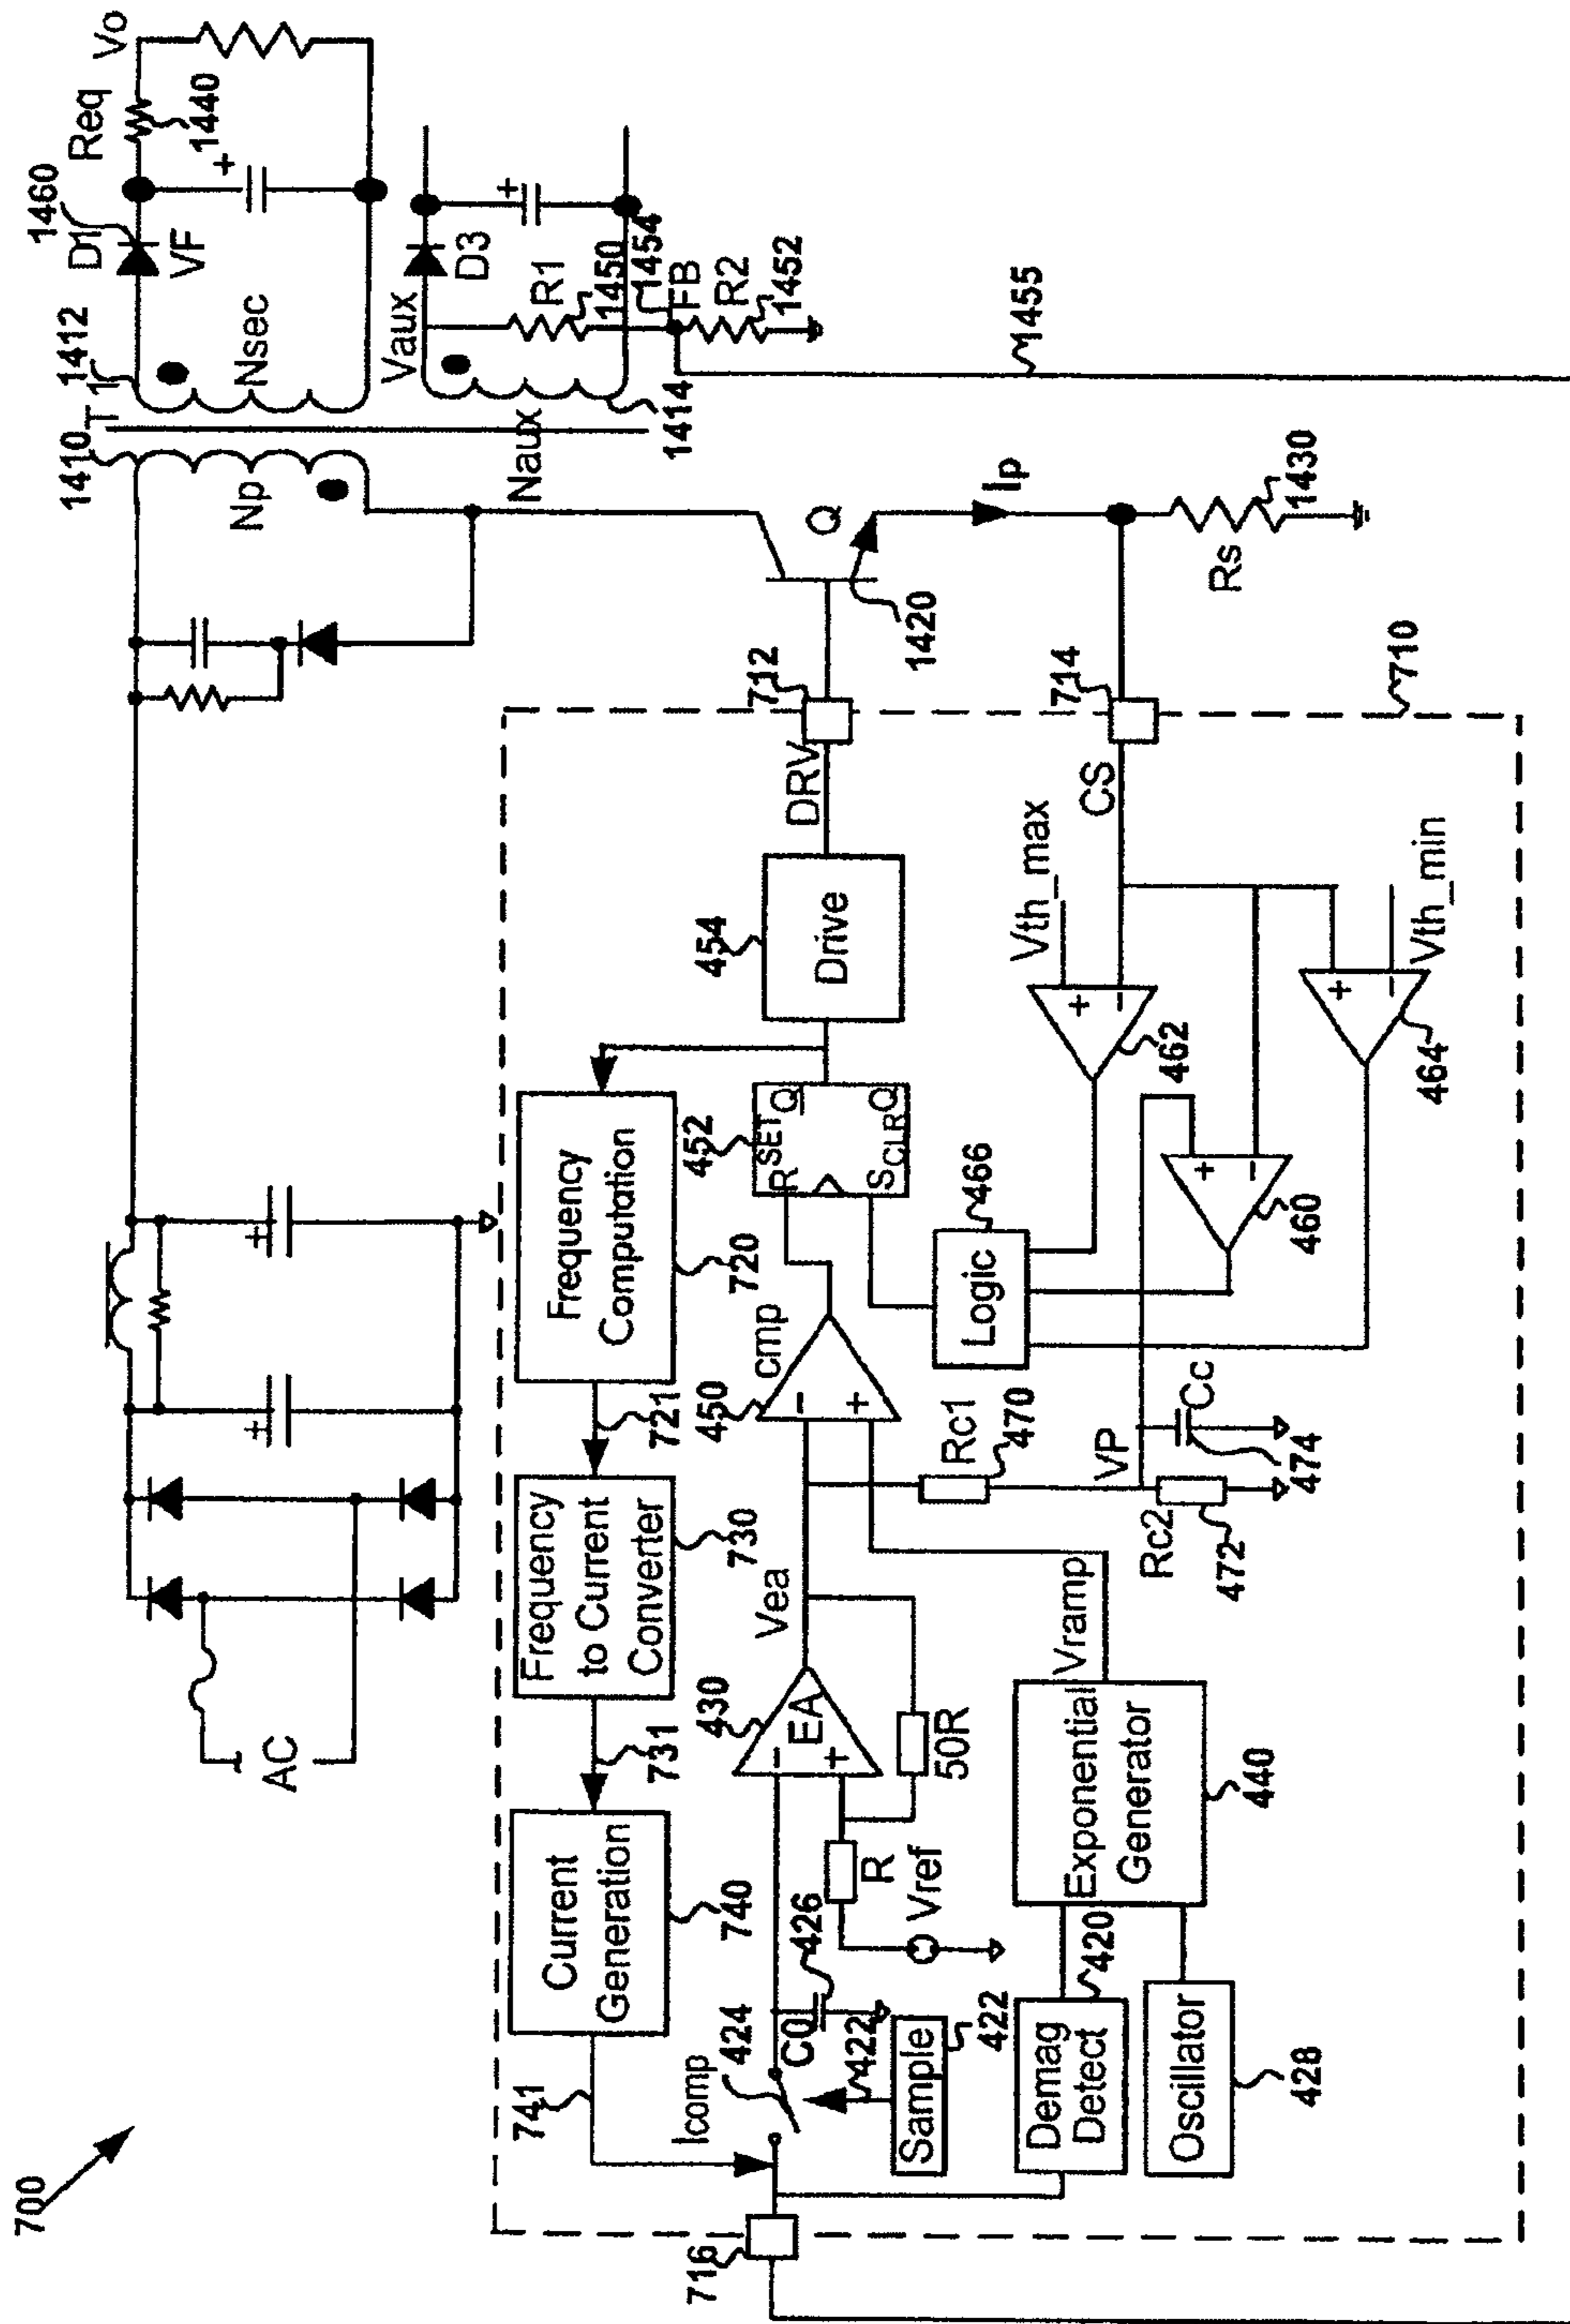 700
AC
1410
T1
1412
Np
Nsec
1460
D1
VF
Req
1440
+
Vo
Vaux
D3
+
Naux
1414
R1
1450
1454
FB
R2
1452
1455
Q
1420
Ip
Rs
1430
710
712
714
716
DRV
CS
Current
Generation
740
741
731
Frequency
to Current
Converter
730
721
Frequency
Computation
720
Icomp
424
C0
426
422
Sample
422
R
Vref
EA
-
+
430
50R
Vea
450
-
+
cmp
452
R
SET
Q
S
CLR
Q
454
Drive
Demag
Detect
420
Oscillator
428
Exponential
Generator
440
Vramp
Rc1
470
VP
Rc2
472
Cc
474
Logic
466
Vth_max
+
-
462
+
-
460
+
-
464
Vth_min